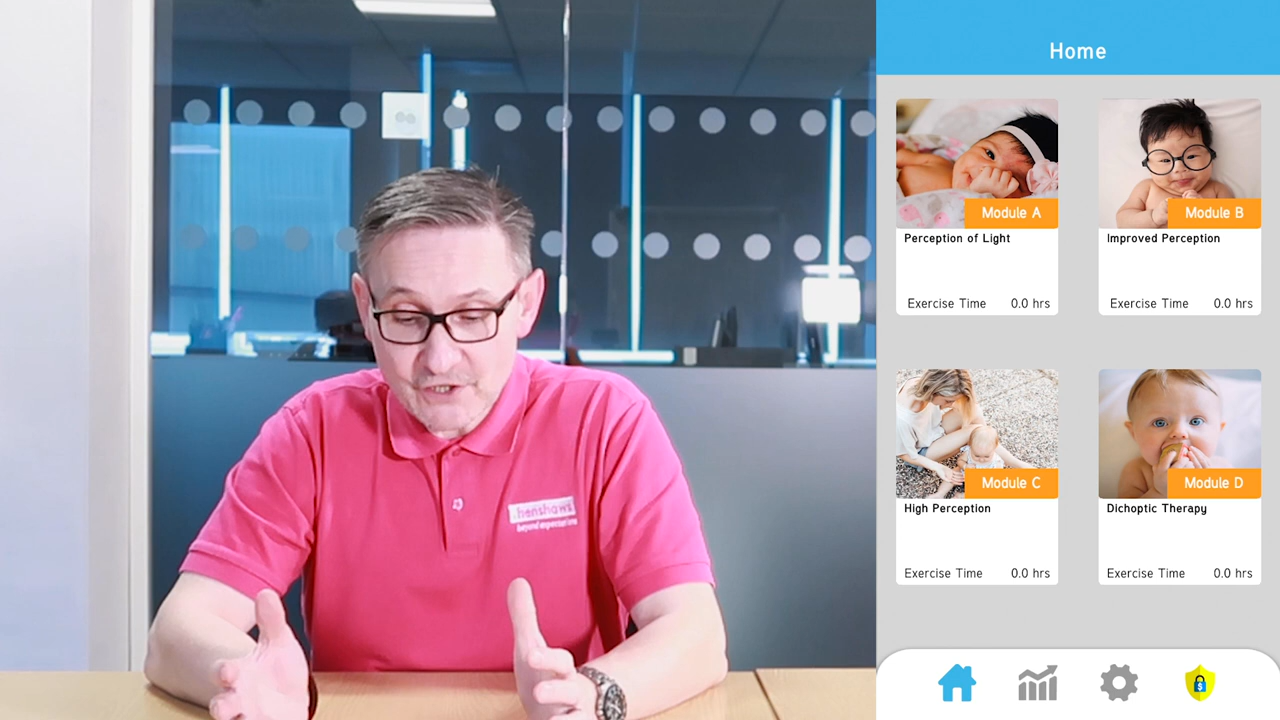 henshaws
beyond expectations
Home
Module A
Perception of Light
Exercise Time 0.0 hrs
Module B
Improved Perception
Exercise Time 0.0 hrs
Module C
High Perception
Exercise Time 0.0 hrs
Module D
Dichoptic Therapy
Exercise Time 0.0 hrs